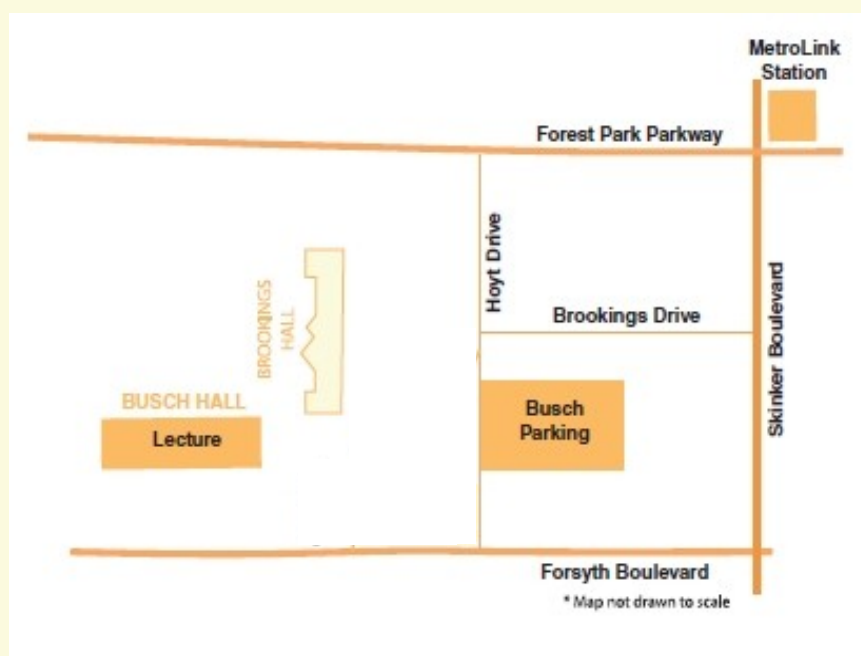 MetroLink
Station
Forest Park Parkway
Hoyt Drive
BROOKINGS
HALL
Brookings Drive
Skinker Boulevard
BUSCH HALL
Lecture
Busch
Parking
Forsyth Boulevard
* Map not drawn to scale